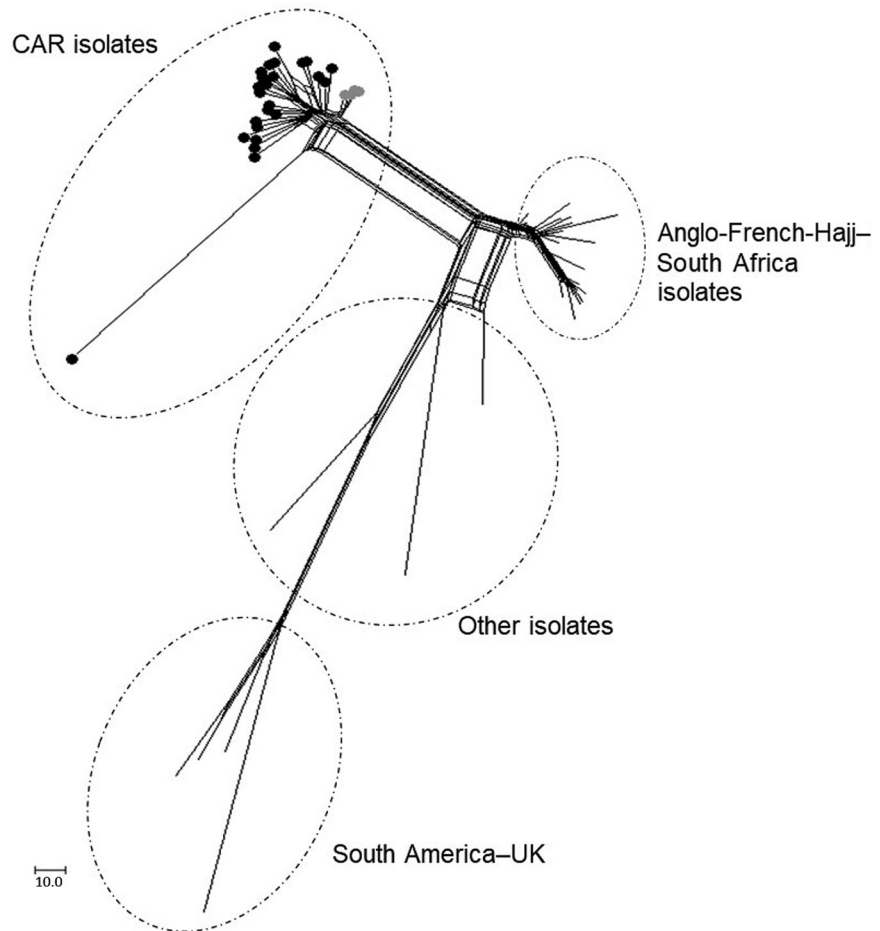 CAR isolates
Anglo-French-Hajj–
South Africa
isolates
Other isolates
South America–UK
10.0